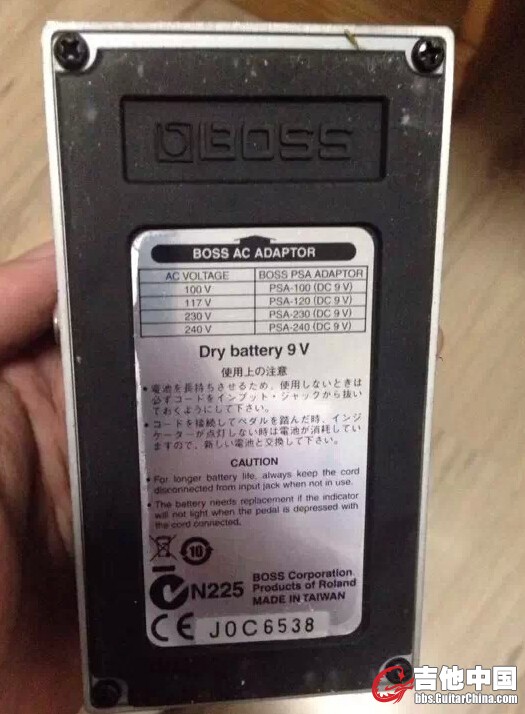 BOSS
BOSS AC ADAPTOR
AC VOLTAGE BOSS PSA ADAPTOR
100 V PSA-100 (DC 9 V)
117 V PSA-120 (DC 9 V)
230 V PSA-230 (DC 9 V)
240 V PSA-240 (DC 9 V)
Dry battery 9 V
使用上の注意
• 電池を長持ちさせるため、使用しないときは
必ずコードをインプット・ジャックから抜い
ておくようにして下さい。
• コードを接続してペダルを踏んだ時、インジ
ケーターが点灯しない時は電池が消耗してい
ますので、新しい電池と交換して下さい。
CAUTION
• For longer battery life, always keep the cord
disconnected from input jack when not in use.
• The battery needs replacement if the indicator
will not light when the pedal is depressed with
the cord connected.
10
N225
BOSS Corporation
Products of Roland
MADE IN TAIWAN
CE J0C6538
吉他中国
bbs.GuitarChina.com